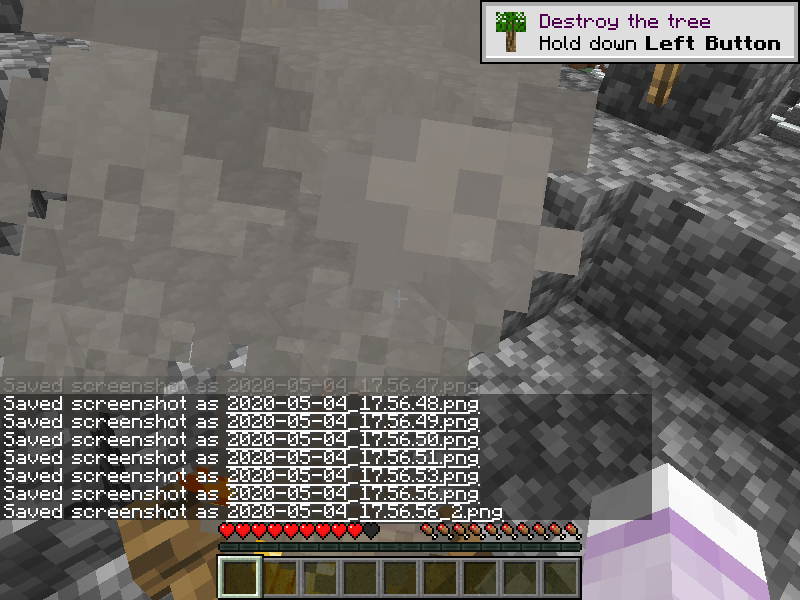 Destroy the tree
Hold down Left Button
Saved screenshot as 2020-05-04_17.56.47.png
Saved screenshot as 2020-05-04_17.56.48.png
Saved screenshot as 2020-05-04_17.56.49.png
Saved screenshot as 2020-05-04_17.56.50.png
Saved screenshot as 2020-05-04_17.56.51.png
Saved screenshot as 2020-05-04_17.56.53.png
Saved screenshot as 2020-05-04_17.56.56.png
Saved screenshot as 2020-05-04_17.56.56_2.png